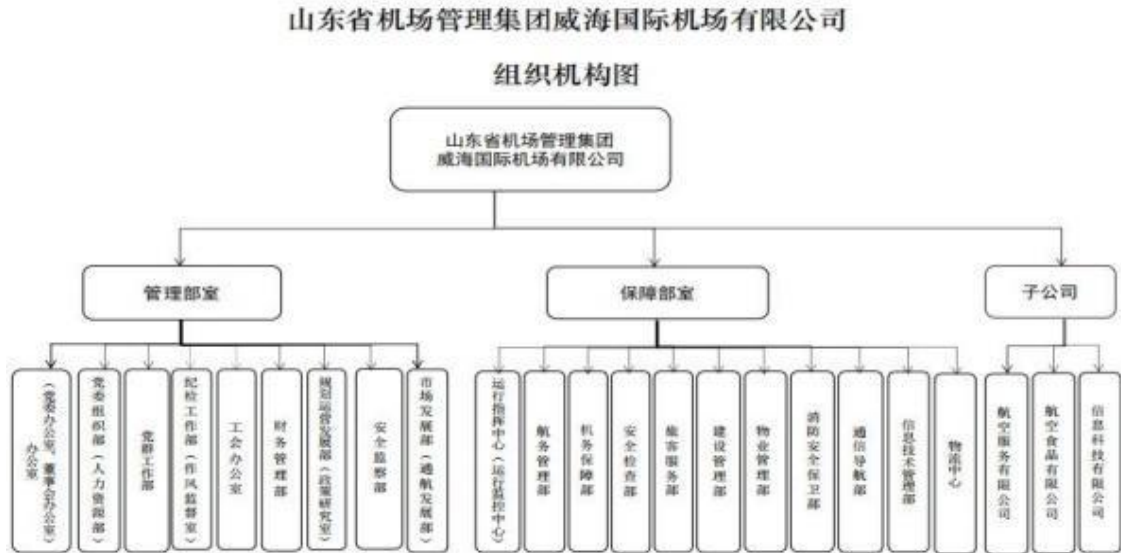 山东省机场管理集团威海国际机场有限公司
组织机构图
山东省机场管理集团
威海国际机场有限公司
管理部室
保障部室
子公司
办公室
(党委办公室、董事会办公室)
党委组织部(人力资源部)
党群工作部
纪检工作部(作风监督室)
工会办公室
财务管理部
规划运营发展部(政策研究室)
安全监察部
市场发展部(通航发展部)
运行指挥中心(运行监控中心)
航务管理部
机务保障部
安全检查部
旅客服务部
建设管理部
物业管理部
消防安全保卫部
通信导航部
信息技术管理部
物流中心
航空服务有限公司
航空食品有限公司
信息科技有限公司